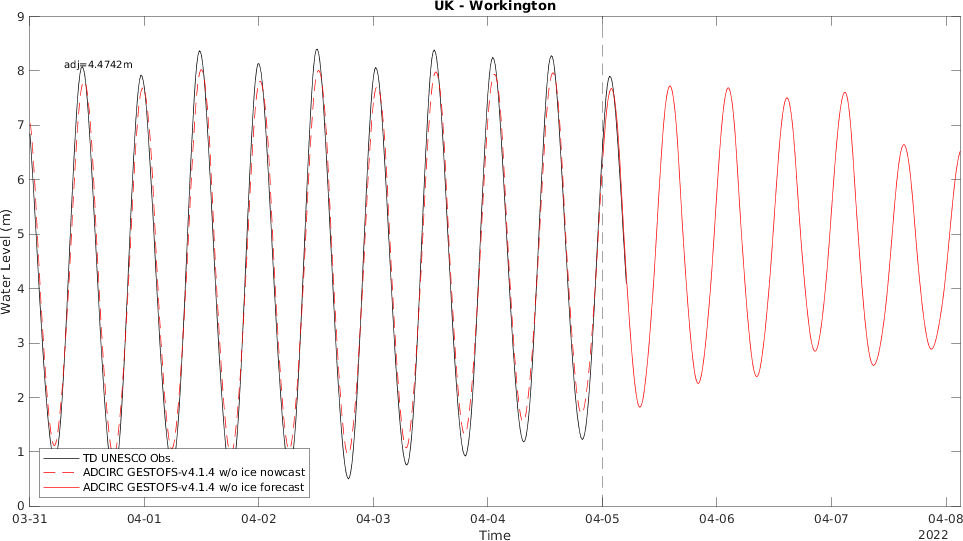 UK - Workington
9
adj=4.4742m
8
7
6
5
4
3
2
1
0
Water Level (m)
TD UNESCO Obs.
ADCIRC GESTOFS-v4.1.4 w/o ice nowcast
ADCIRC GESTOFS-v4.1.4 w/o ice forecast
03-31 04-01 04-02 04-03 04-04 04-05 04-06 04-07 04-08
Time
2022